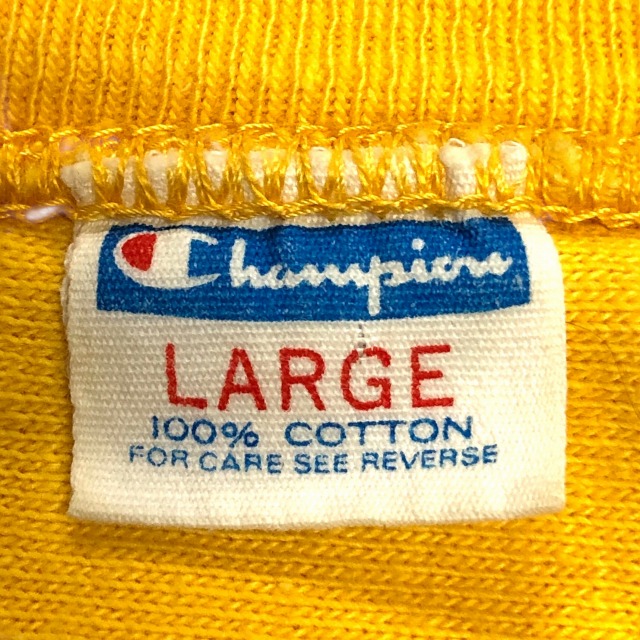 Champion
LARGE
100% COTTON
FOR CARE SEE REVERSE